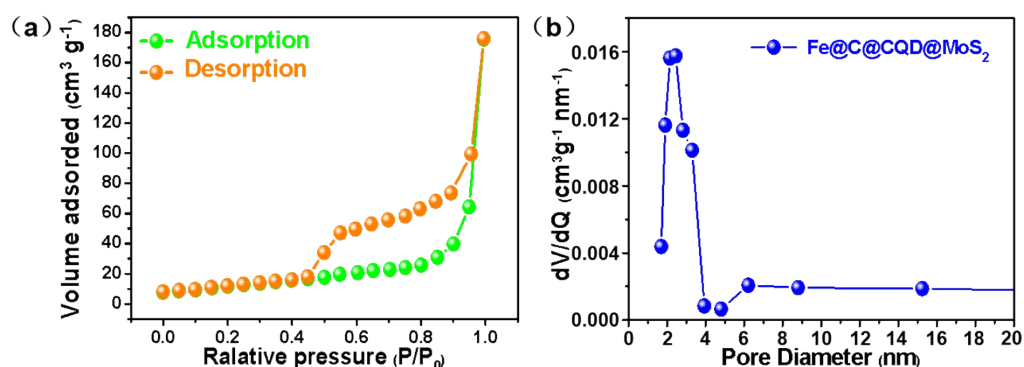 (a)
Adsorption
Desorption
Volume adsorded (cm³ g⁻¹)
180
160
140
120
100
80
60
40
20
0
0.0 0.2 0.4 0.6 0.8 1.0
Ralative pressure (P/P₀)
(b)
Fe@C@CQD@MoS₂
dV/dQ (cm³g⁻¹ nm⁻¹)
0.016
0.012
0.008
0.004
0.000
0 2 4 6 8 10 12 14 16 18 20
Pore Diameter (nm)